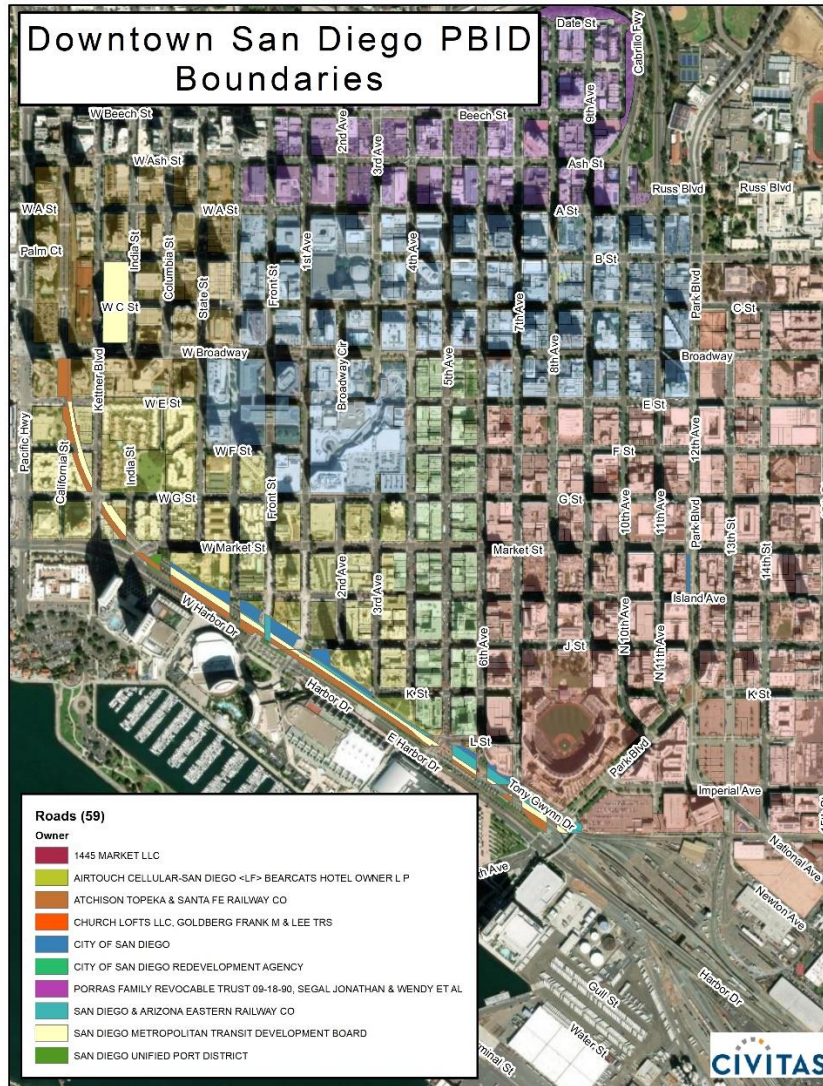 Downtown San Diego PBID
Boundaries
Date St
Cabrillo Fwy
9th Ave
W Beech St
2nd Ave
3rd Ave
Beech St
W Ash St
Ash St
Russ Blvd
Russ Blvd
W A St
W A St
A St
Palm Ct
India St
Columbia St
State St
Front St
1st Ave
4th Ave
B St
Park Blvd
W C St
7th Ave
C St
Kettner Blvd
W Broadway
Broadway Cir
5th Ave
8th Ave
Broadway
Pacific Hwy
W E St
E St
California St
India St
W F St
F St
12th Ave
W G St
Front St
G St
10th Ave
11th Ave
Park Blvd
13th St
14th St
W Market St
2nd Ave
3rd Ave
Market St
Island Ave
W Harbor Dr
6th Ave
J St
N 10th Ave
N 11th Ave
Harbor Dr
K St
K St
E Harbor Dr
L St
Park Blvd
Tony Gwynn Dr
Imperial Ave
National Ave
Newton Ave
Harbor Dr
Gull St
Water St
Roads (59)
Owner
1445 MARKET LLC
AIRTOUCH CELLULAR-SAN DIEGO <LF> BEARCATS HOTEL OWNER L P
ATCHISON TOPEKA & SANTA FE RAILWAY CO
CHURCH LOFTS LLC, GOLDBERG FRANK M & LEE TRS
CITY OF SAN DIEGO
CITY OF SAN DIEGO REDEVELOPMENT AGENCY
PORRAS FAMILY REVOCABLE TRUST 09-18-90, SEGAL JONATHAN & WENDY ET AL
SAN DIEGO & ARIZONA EASTERN RAILWAY CO
SAN DIEGO METROPOLITAN TRANSIT DEVELOPMENT BOARD
SAN DIEGO UNIFIED PORT DISTRICT
CIVITAS